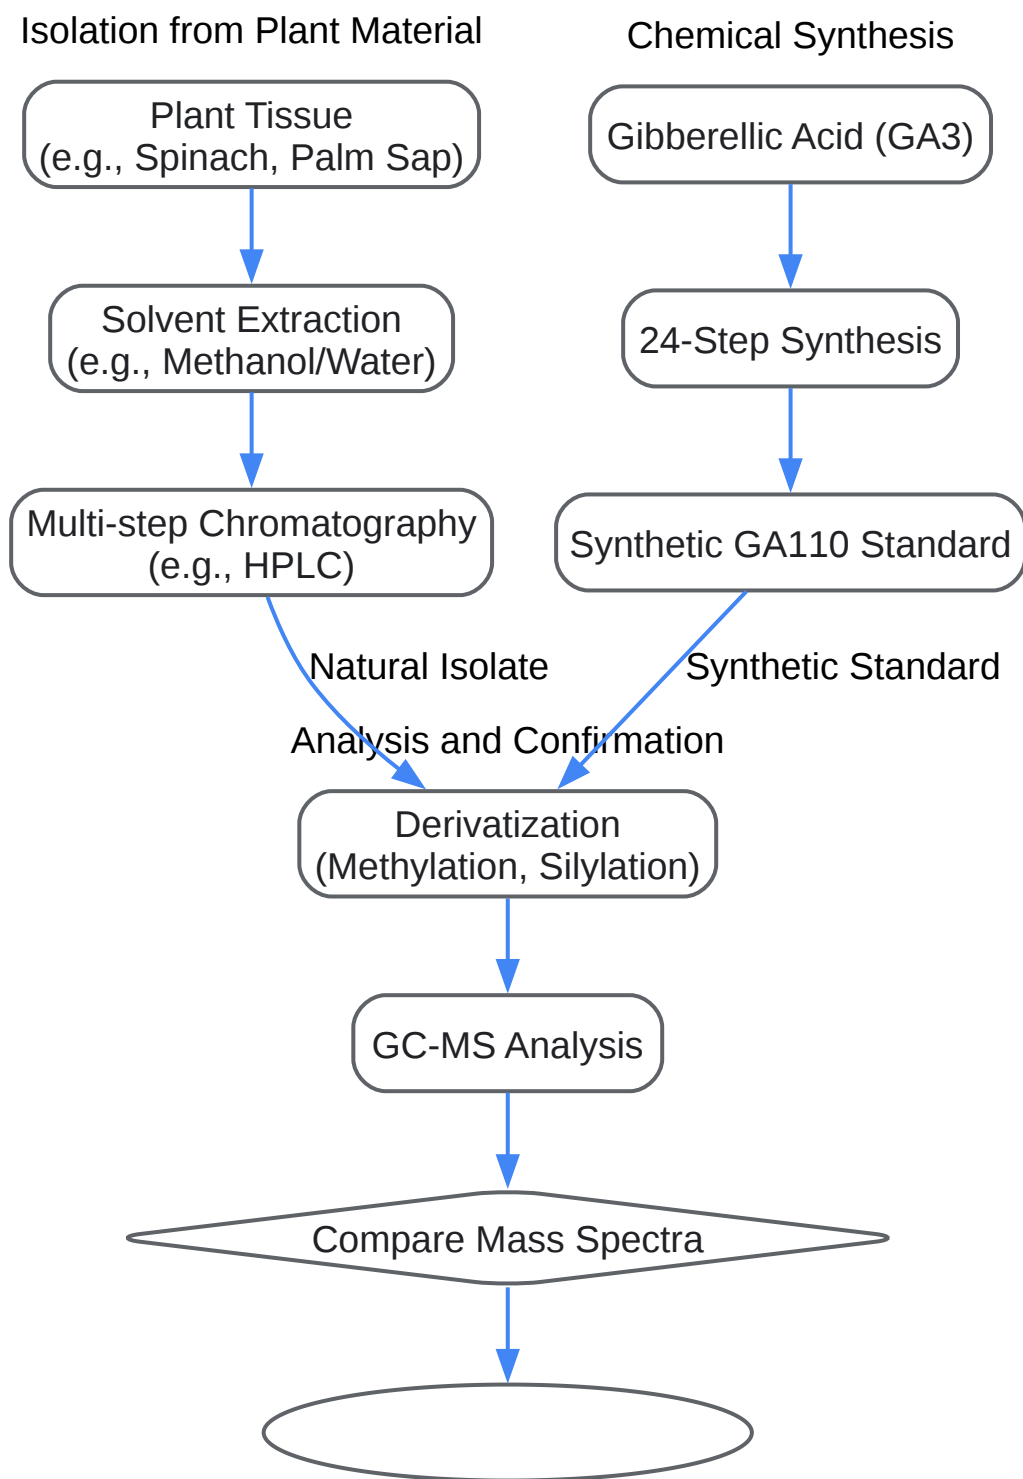 Isolation from Plant Material
Plant Tissue
(e.g., Spinach, Palm Sap)
Solvent Extraction
(e.g., Methanol/Water)
Multi-step Chromatography
(e.g., HPLC)
Natural Isolate
Chemical Synthesis
Gibberellic Acid (GA3)
24-Step Synthesis
Synthetic GA110 Standard
Synthetic Standard
Analysis and Confirmation
Derivatization
(Methylation, Silylation)
GC-MS Analysis
Compare Mass Spectra